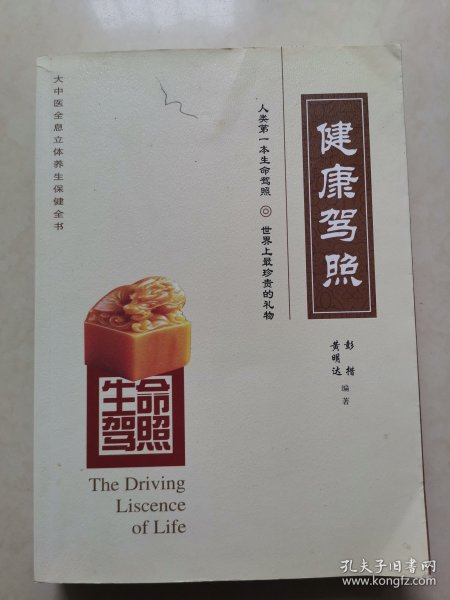 健康驾照
人类第一本生命驾照 ◎ 世界上最珍贵的礼物
彭楷
黄明达
编著
大中医全息立体养生保健全书
生命
驾照
The Driving
Liscence
of Life
孔夫子旧书网
www.kongfz.com